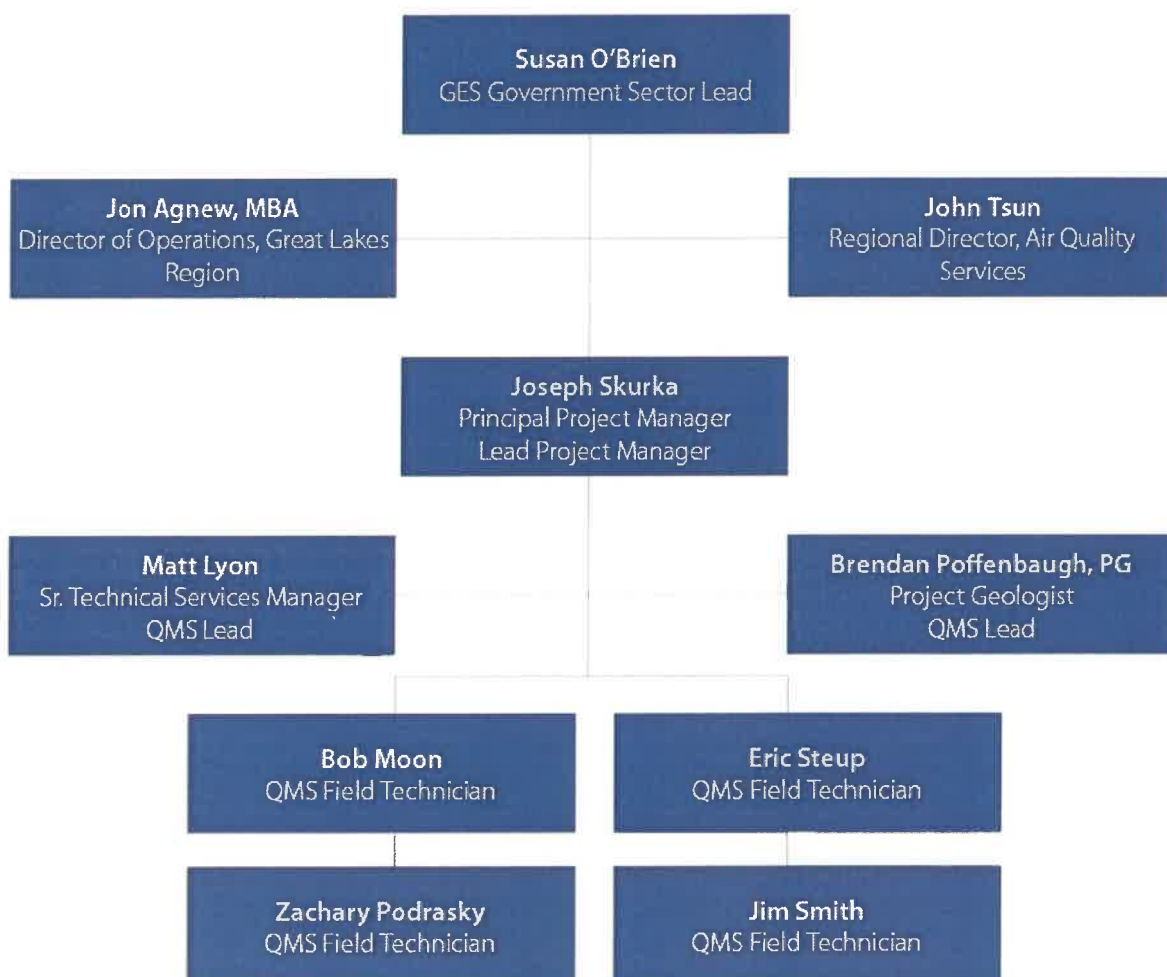 Susan O'Brien
GES Government Sector Lead
Jon Agnew, MBA
Director of Operations, Great Lakes
Region
John Tsun
Regional Director, Air Quality
Services
Joseph Skurka
Principal Project Manager
Lead Project Manager
Matt Lyon
Sr. Technical Services Manager
QMS Lead
Brendan Poffenbaugh, PG
Project Geologist
QMS Lead
Bob Moon
QMS Field Technician
Eric Steup
QMS Field Technician
Zachary Podrasky
QMS Field Technician
Jim Smith
QMS Field Technician